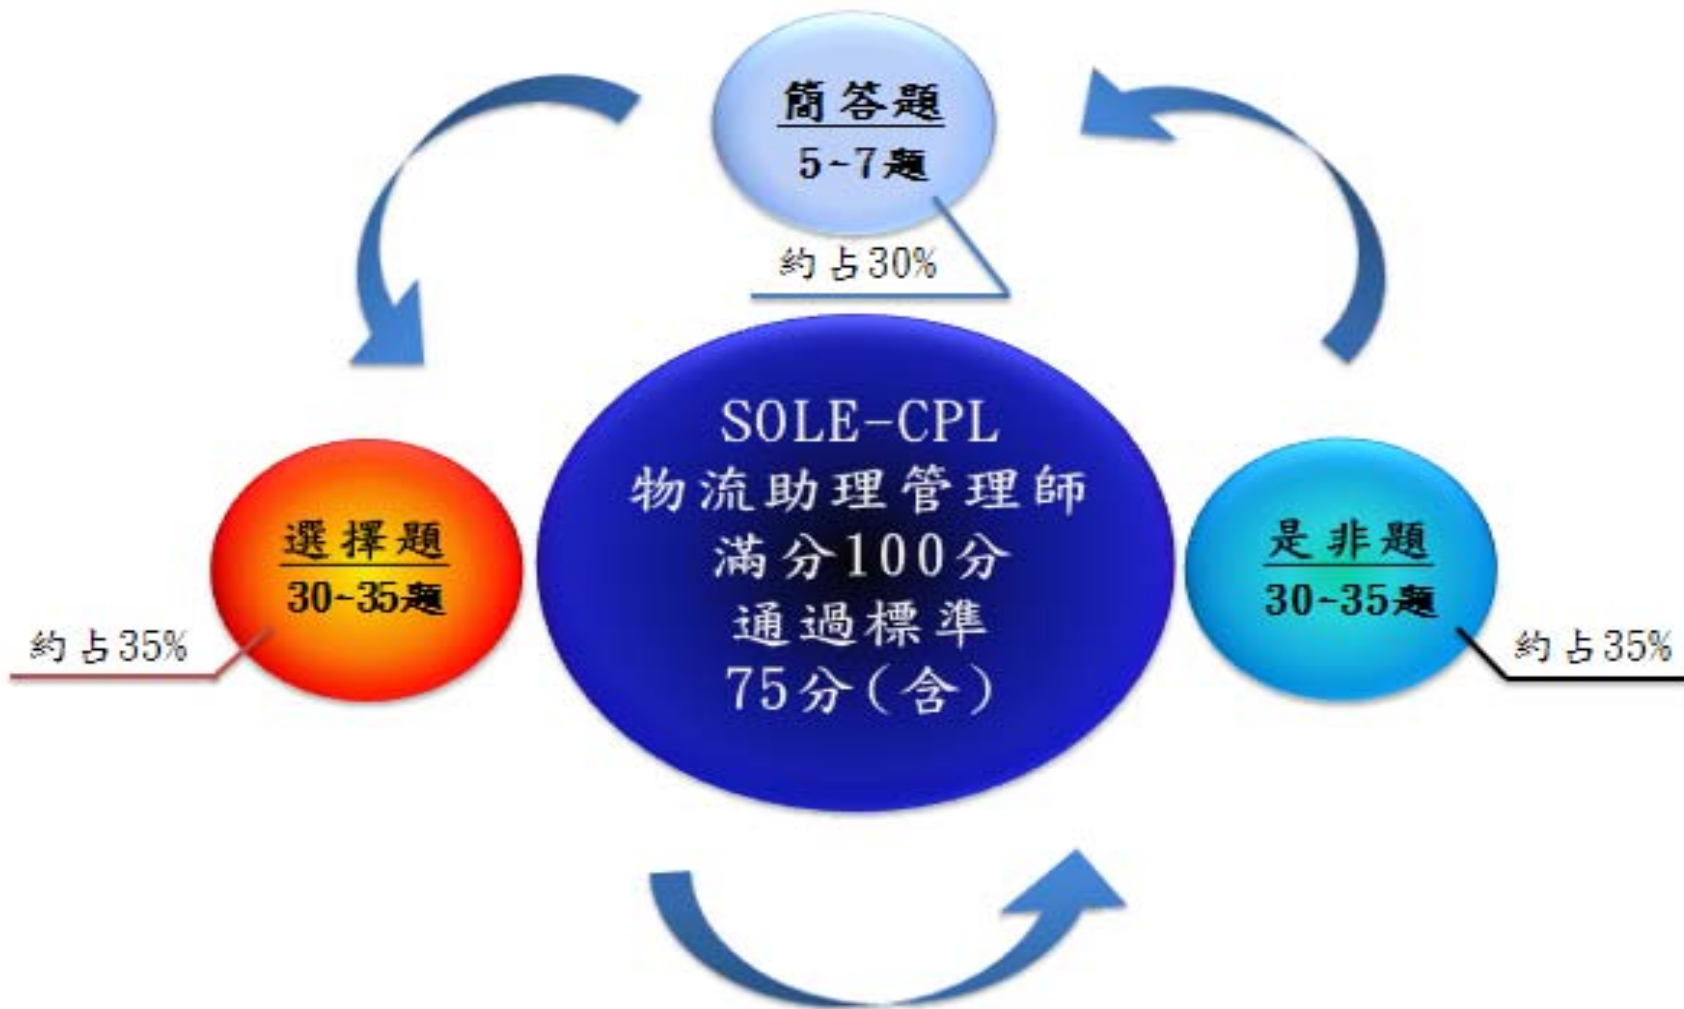 簡答題
5~7題
約占30%
SOLE-CPL
物流助理管理師
滿分100分
通過標準
75分(含)
選擇題
30~35題
約占35%
是非題
30~35題
約占35%